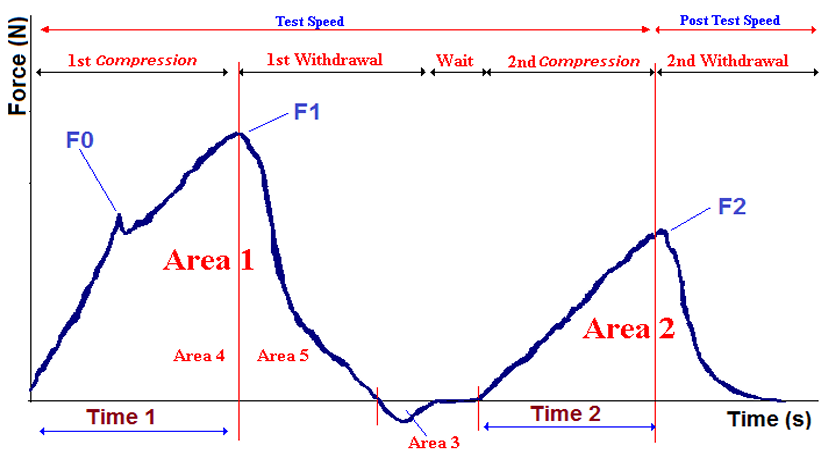 Test Speed
Post Test Speed
1st Compression
1st Withdrawal
Wait
2nd Compression
2nd Withdrawal
Force (N)
F0
F1
F2
Area 1
Area 2
Area 4
Area 5
Time 1
Time 2
Time (s)
Area 3